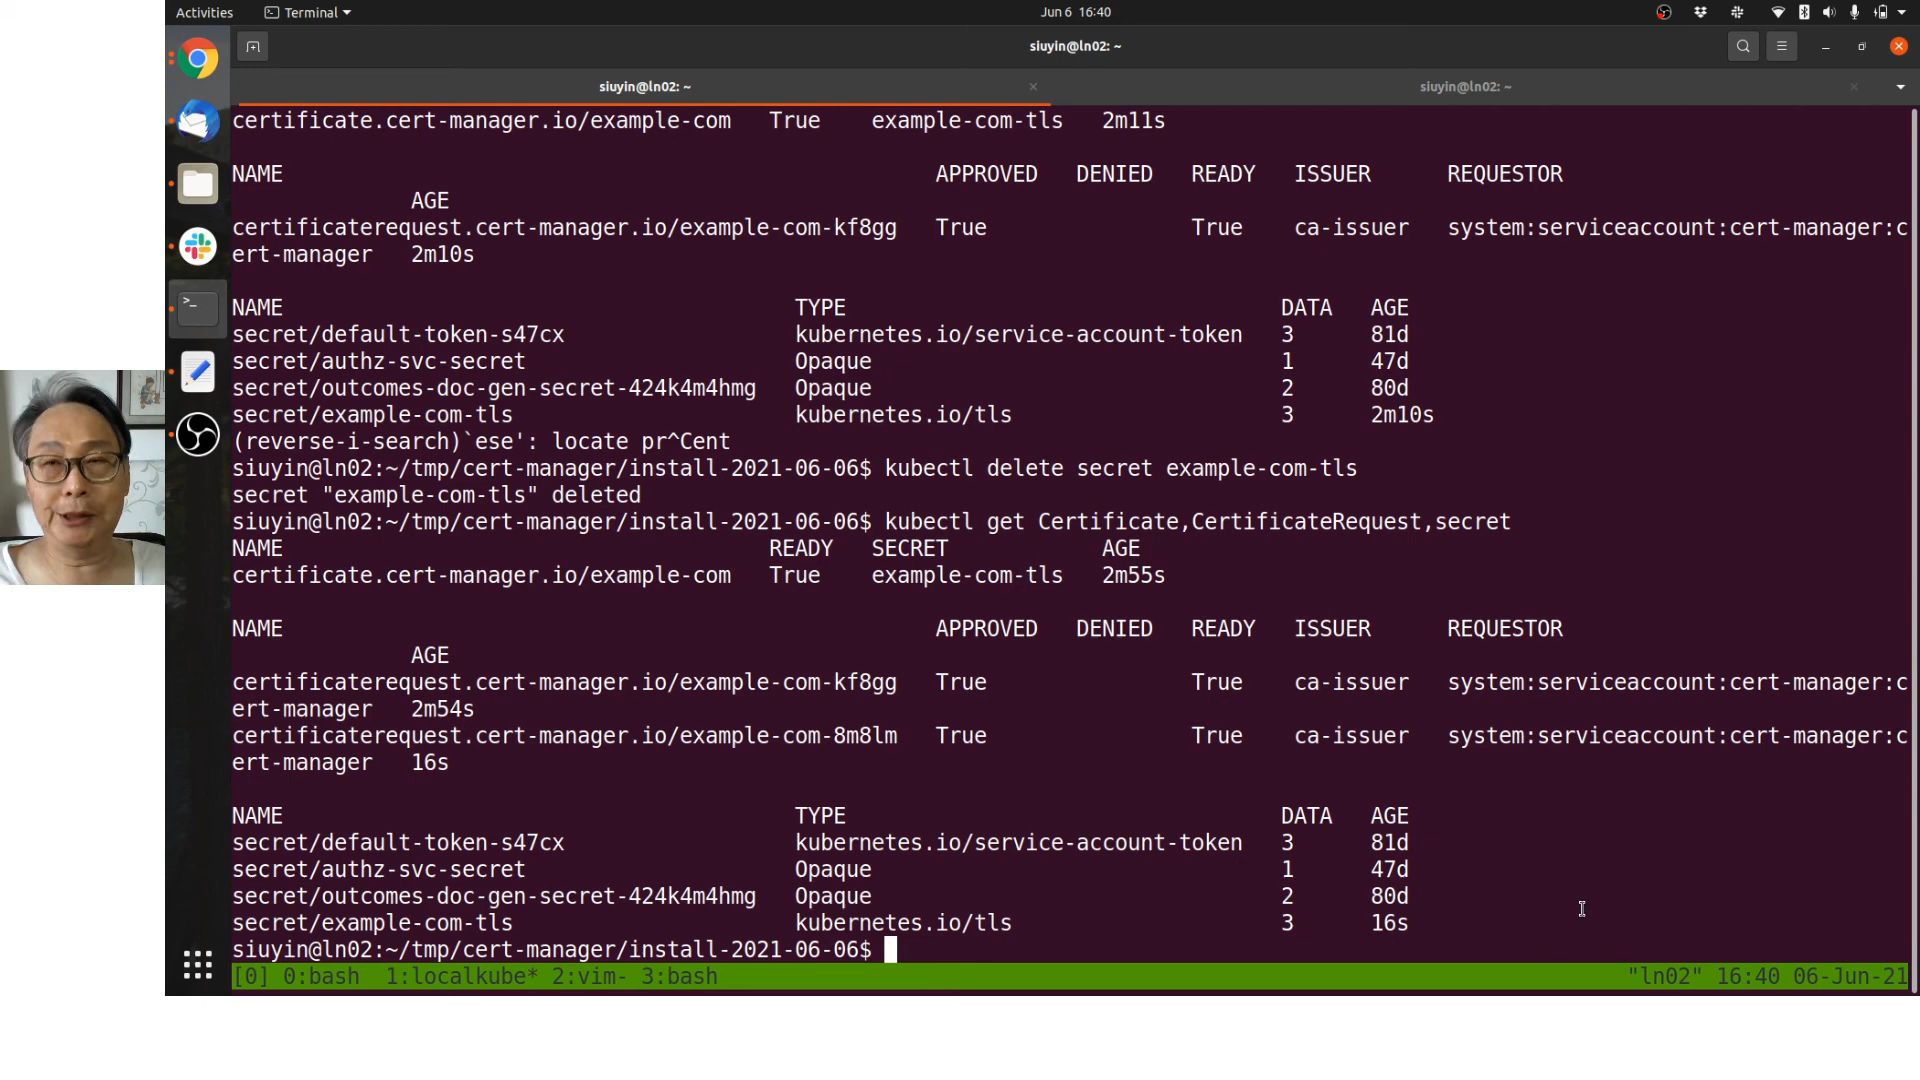 Activities Terminal Jun 6 16:40
siuyin@ln02: ~
siuyin@ln02: ~ siuyin@ln02: ~
certificate.cert-manager.io/example-com True example-com-tls 2m11s
NAME APPROVED DENIED READY ISSUER REQUESTOR
AGE
certificaterequest.cert-manager.io/example-com-kf8gg True True ca-issuer system:serviceaccount:cert-manager:c
ert-manager 2m10s
NAME TYPE DATA AGE
secret/default-token-s47cx kubernetes.io/service-account-token 3 81d
secret/authz-svc-secret Opaque 1 47d
secret/outcomes-doc-gen-secret-424k4m4hmg Opaque 2 80d
secret/example-com-tls kubernetes.io/tls 3 2m10s
(reverse-i-search)`ese': locate pr^Cent
siuyin@ln02:~/tmp/cert-manager/install-2021-06-06$ kubectl delete secret example-com-tls
secret "example-com-tls" deleted
siuyin@ln02:~/tmp/cert-manager/install-2021-06-06$ kubectl get Certificate,CertificateRequest,secret
NAME READY SECRET AGE
certificate.cert-manager.io/example-com True example-com-tls 2m55s
NAME APPROVED DENIED READY ISSUER REQUESTOR
AGE
certificaterequest.cert-manager.io/example-com-kf8gg True True ca-issuer system:serviceaccount:cert-manager:c
ert-manager 2m54s
certificaterequest.cert-manager.io/example-com-8m8lm True True ca-issuer system:serviceaccount:cert-manager:c
ert-manager 16s
NAME TYPE DATA AGE
secret/default-token-s47cx kubernetes.io/service-account-token 3 81d
secret/authz-svc-secret Opaque 1 47d
secret/outcomes-doc-gen-secret-424k4m4hmg Opaque 2 80d
secret/example-com-tls kubernetes.io/tls 3 16s
siuyin@ln02:~/tmp/cert-manager/install-2021-06-06$
[0] 0:bash 1:localkube* 2:vim- 3:bash "ln02" 16:40 06-Jun-21